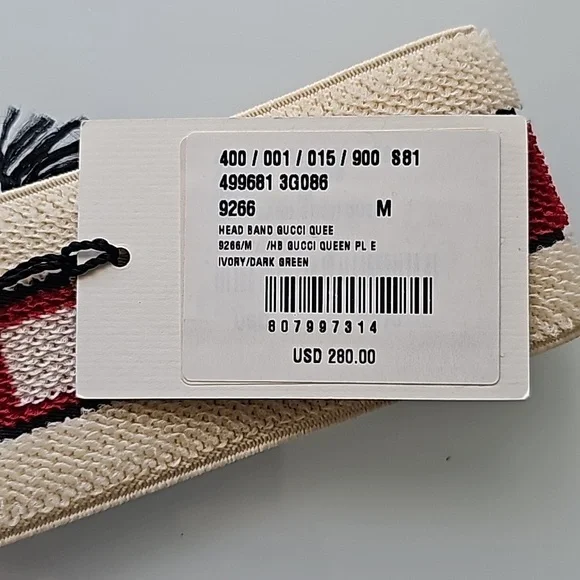 400 / 001 / 015 / 900 S81
499681 3G086
9266 M
HEAD BAND GUCCI QUEE
9266/M /HB GUCCI QUEEN PL E
IVORY/DARK GREEN
807997314
USD 280.00